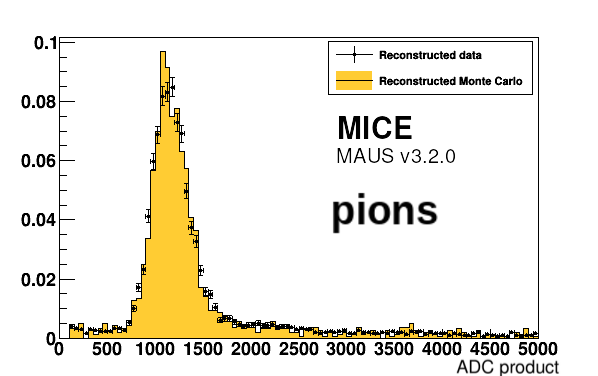 0.1
0.08
0.06
0.04
0.02
0
Reconstructed data
Reconstructed Monte Carlo
MICE
MAUS v3.2.0
pions
0 500 1000 1500 2000 2500 3000 3500 4000 4500 5000
ADC product